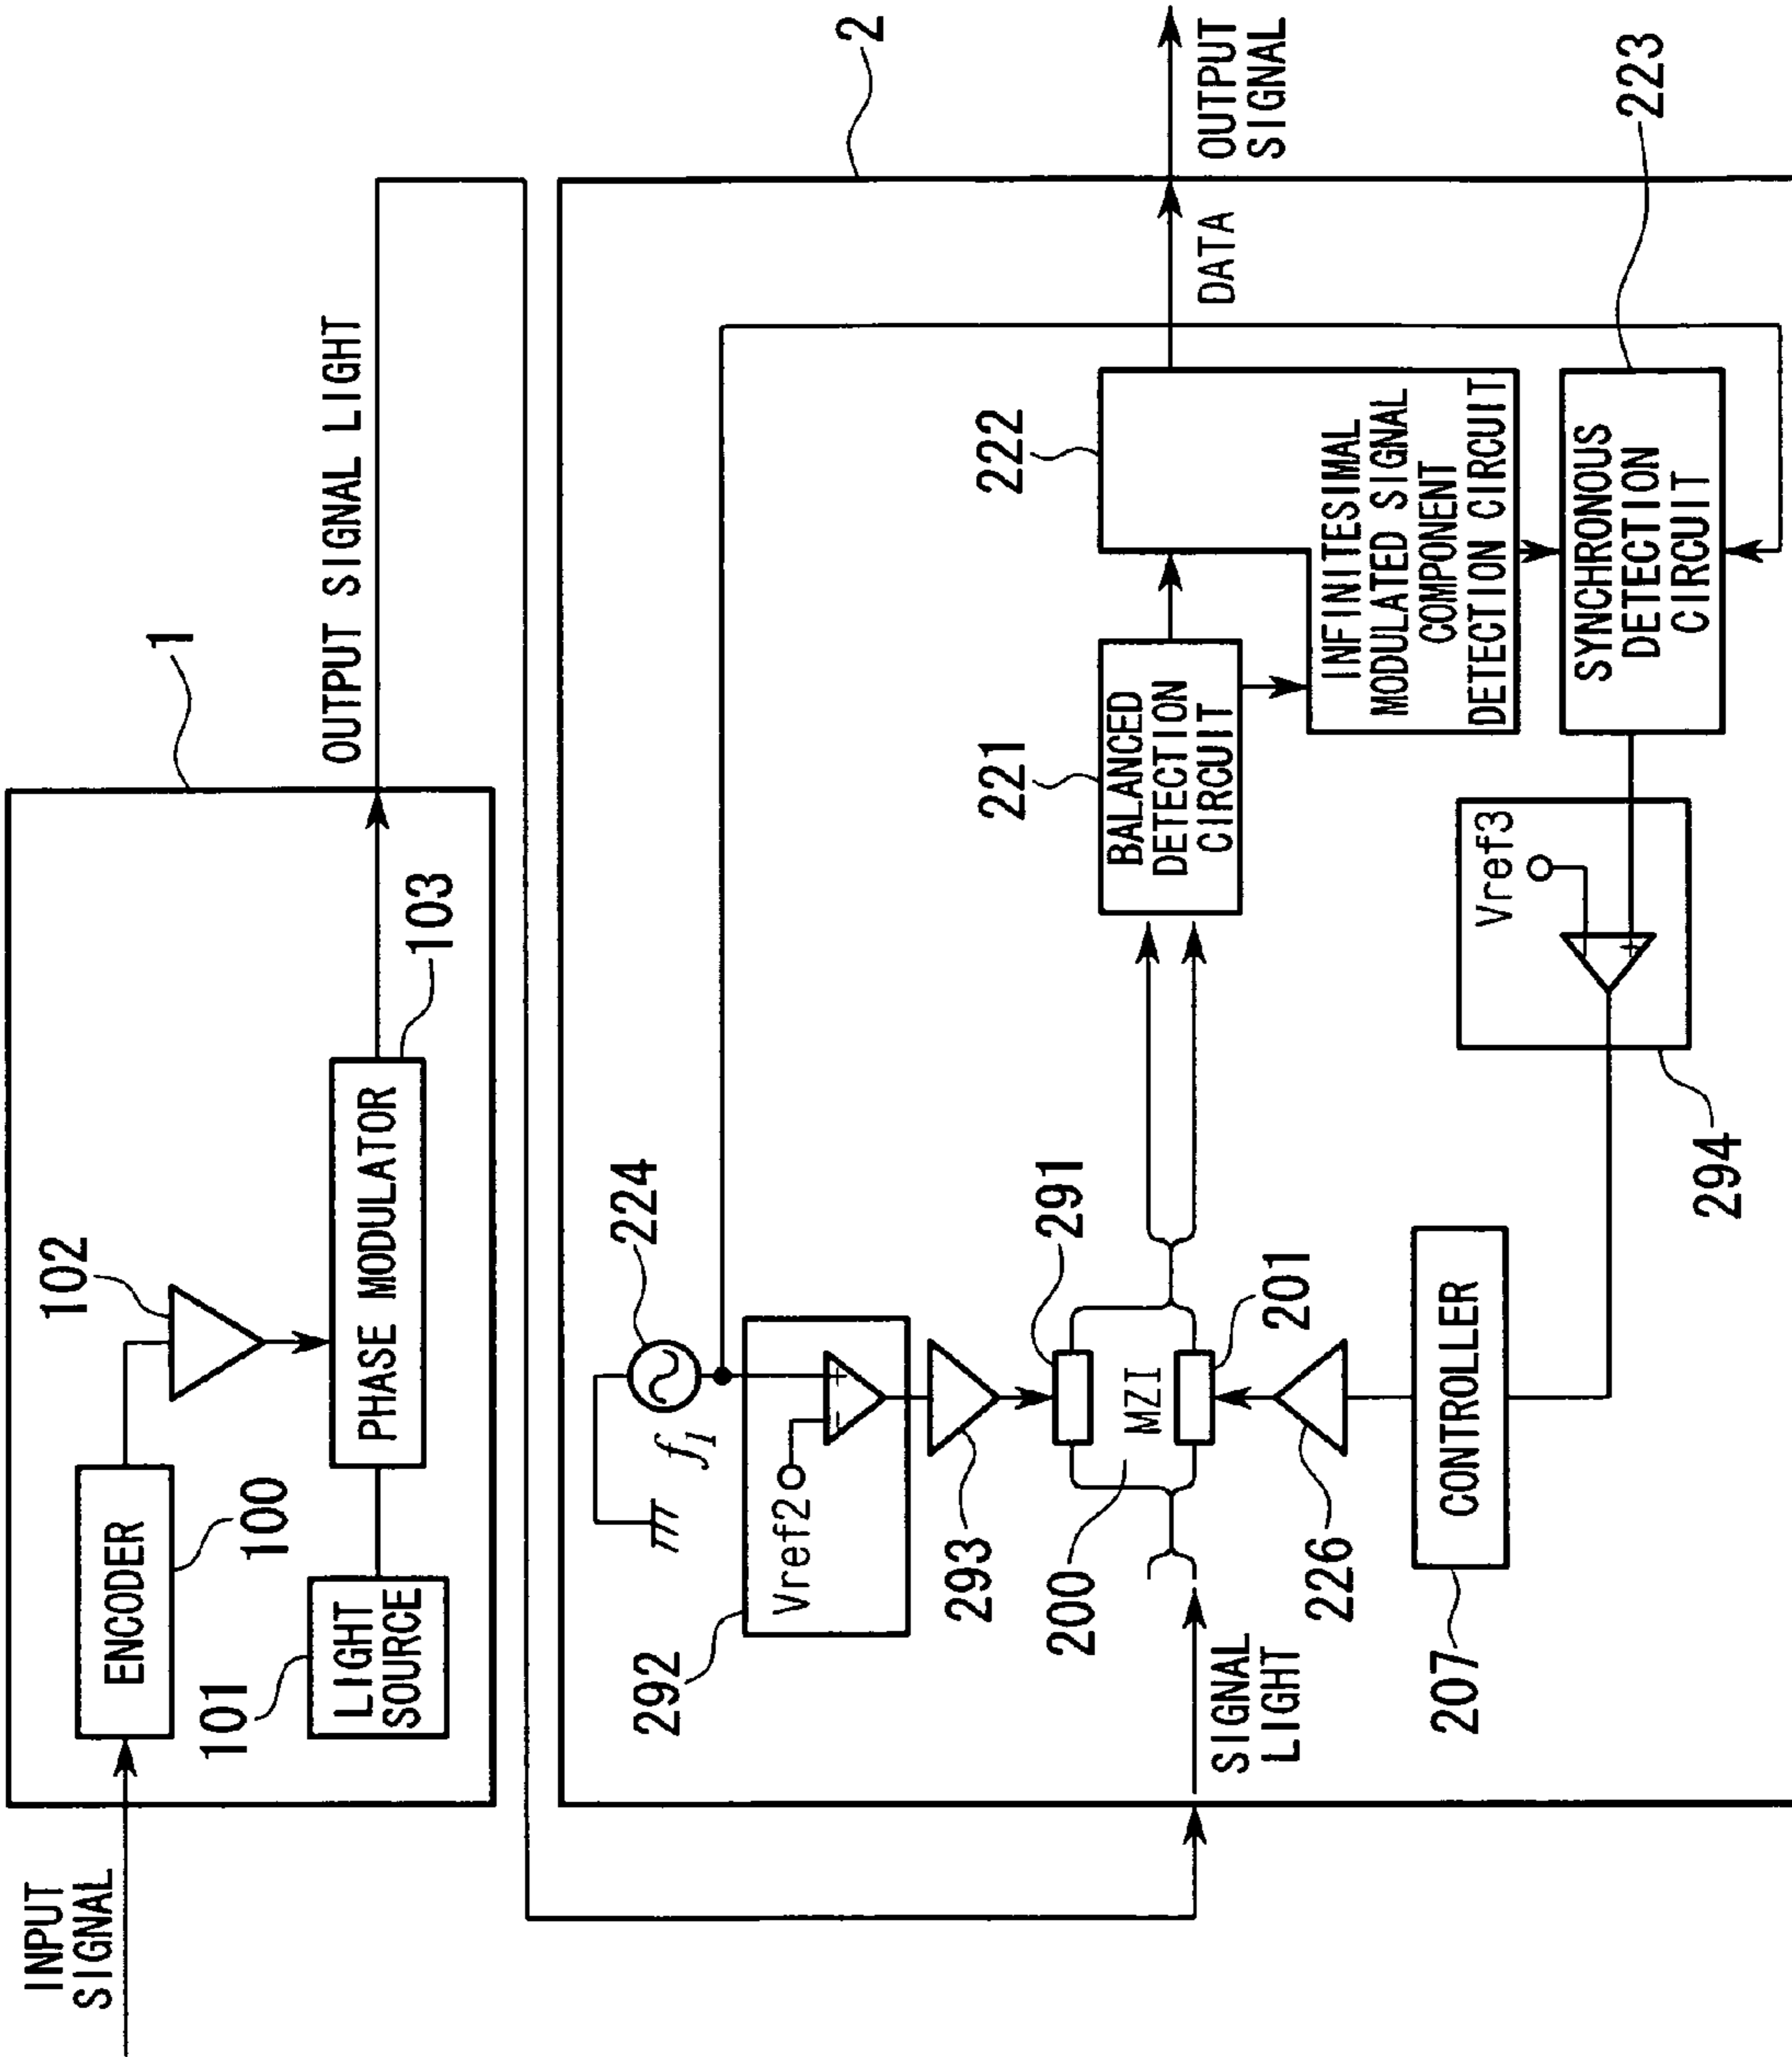 INPUT
SIGNAL
1
ENCODER
100
102
101
LIGHT
SOURCE
PHASE MODULATOR
103
OUTPUT SIGNAL LIGHT
2
224
f1
292
Vref2
293
291
200
MZI
201
SIGNAL
LIGHT
226
207
CONTROLLER
221
BALANCED
DETECTION
CIRCUIT
222
INFINITESIMAL
MODULATED SIGNAL
COMPONENT
DETECTION CIRCUIT
DATA
OUTPUT
SIGNAL
223
SYNCHRONOUS
DETECTION
CIRCUIT
Vref3
294